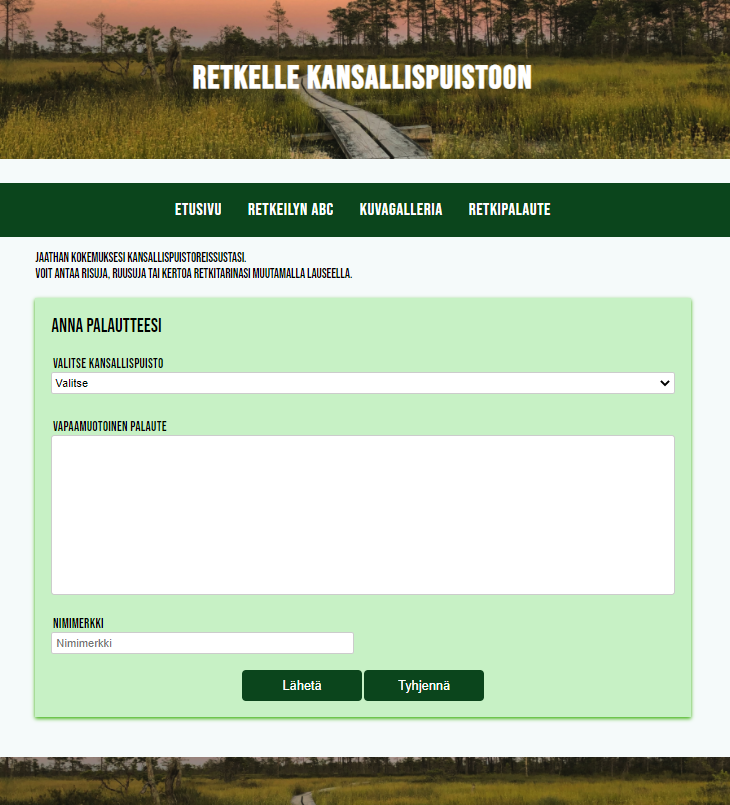 RETKELLE KANSALLISPUISTOON
ETUSIVU RETKEILYN ABC KUVAGALLERIA RETKIPALAUTE
JAATHAN KOKEMUKSESI KANSALLISPUISTOREISSUSTASI.
VOIT ANTAA RISUJA, RUUSUJA TAI KERTOA RETKITARINASI MUUTAMALLA LAUSEELLA.
ANNA PALAUTTEESI
VALITSE KANSALLISPUISTO
Valitse
VAPAAMUOTOINEN PALAUTE
NIMIMERKKI
Nimimerkki
Lähetä Tyhjennä